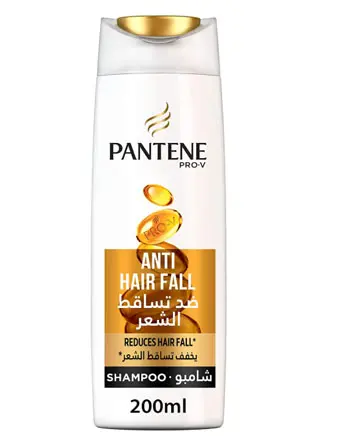 PANTENE
PRO-V
PRO-V
ANTI
HAIR FALL
ضد تساقط
الشعر
REDUCES HAIR FALL*
يخفف تساقط الشعر*
SHAMPOO • شامبو
200ml